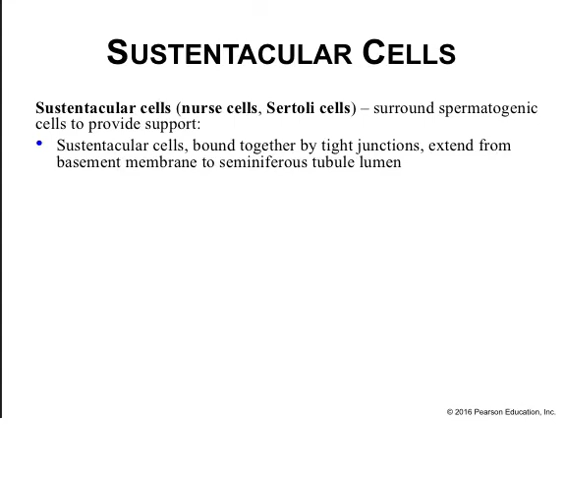 SUSTENTACULAR CELLS
Sustentacular cells (nurse cells, Sertoli cells) – surround spermatogenic
cells to provide support:
• Sustentacular cells, bound together by tight junctions, extend from
basement membrane to seminiferous tubule lumen
© 2016 Pearson Education, Inc.